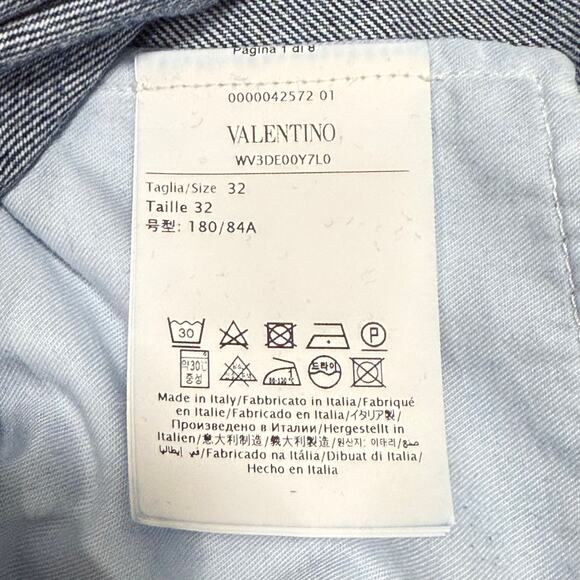 Pagina 1 di 8
0000042572 01
VALENTINO
WV3DE00Y7L0
Taglia/Size 32
Taille 32
号型: 180/84A
30 P
약30℃ 중성 80-120℃ 드라이
Made in Italy/Fabbricato in Italia/Fabriqué
en Italie/Fabricado en Italia/イタリア製/
Произведено в Италии/Hergestellt in
Italien/意大利制造/義大利製造/원산지: 이태리/صنع
في إيطاليا/Fabricado na Itália/Dibuat di Italia/
Hecho en Italia